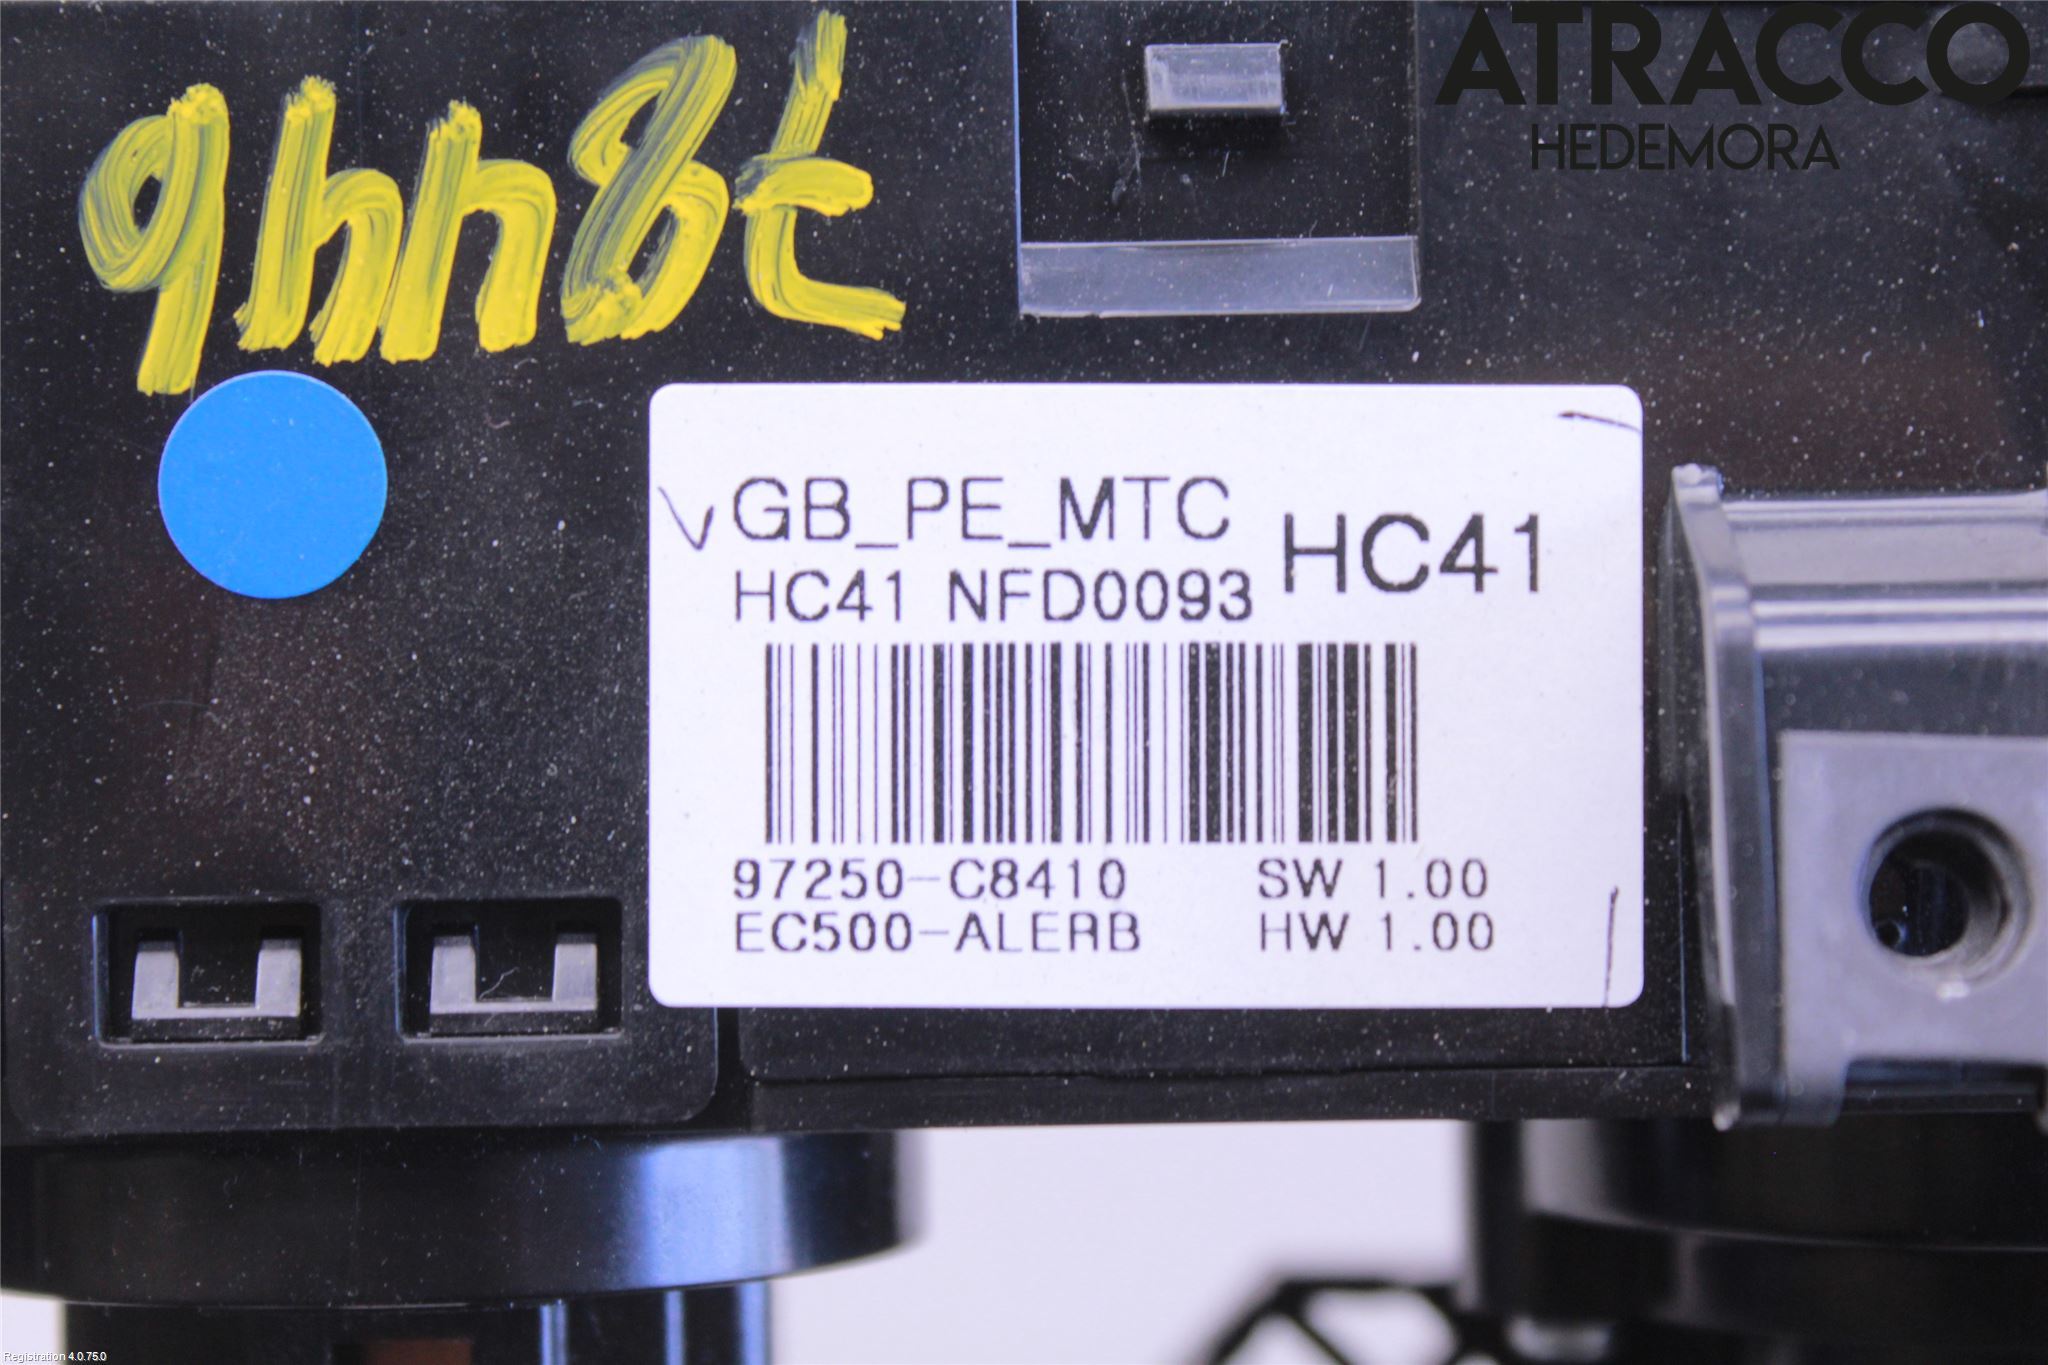 ATRACCO
HEDEMORA
GB_PE_MTC
HC41
HC41 NFD0093
97250-C8410 SW 1.00
EC500-ALERB HW 1.00
Registration 4.0.75.0